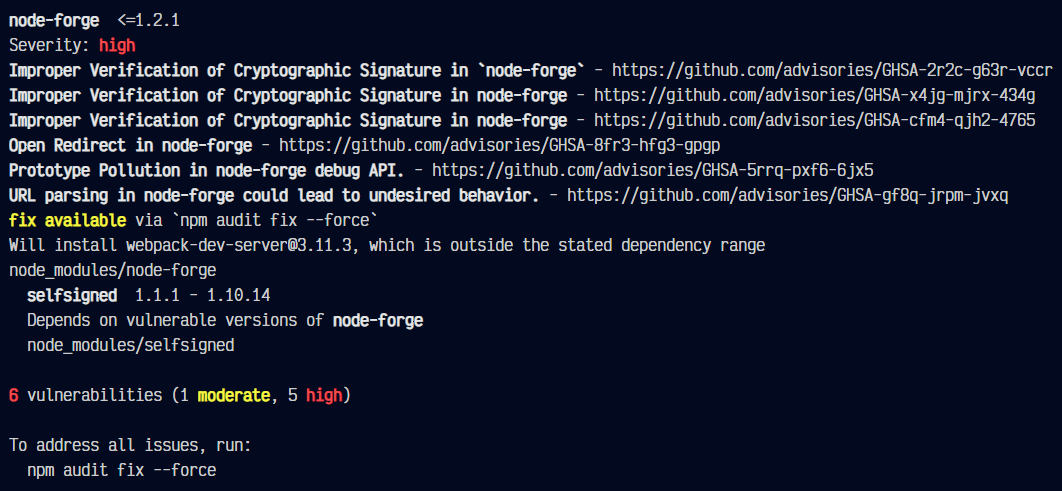 node-forge  <=1.2.1
Severity: high
Improper Verification of Cryptographic Signature in `node-forge` - https://github.com/advisories/GHSA-2r2c-g63r-vccr
Improper Verification of Cryptographic Signature in node-forge - https://github.com/advisories/GHSA-x4jg-mjrx-434g
Improper Verification of Cryptographic Signature in node-forge - https://github.com/advisories/GHSA-cfm4-qjh2-4765
Open Redirect in node-forge - https://github.com/advisories/GHSA-8fr3-hfg3-gpgp
Prototype Pollution in node-forge debug API. - https://github.com/advisories/GHSA-5rrq-pxf6-6jx5
URL parsing in node-forge could lead to undesired behavior. - https://github.com/advisories/GHSA-gf8q-jrpm-jvxq
fix available via `npm audit fix --force`
Will install webpack-dev-server@3.11.3, which is outside the stated dependency range
node_modules/node-forge
  selfsigned  1.1.1 - 1.10.14
  Depends on vulnerable versions of node-forge
  node_modules/selfsigned

6 vulnerabilities (1 moderate, 5 high)

To address all issues, run:
  npm audit fix --force